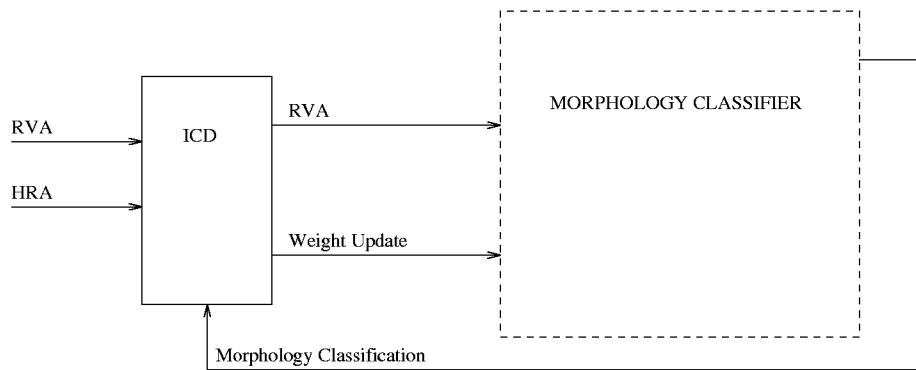 MORPHOLOGY CLASSIFIER
RVA
RVA
ICD
HRA
Weight Update
Morphology Classification